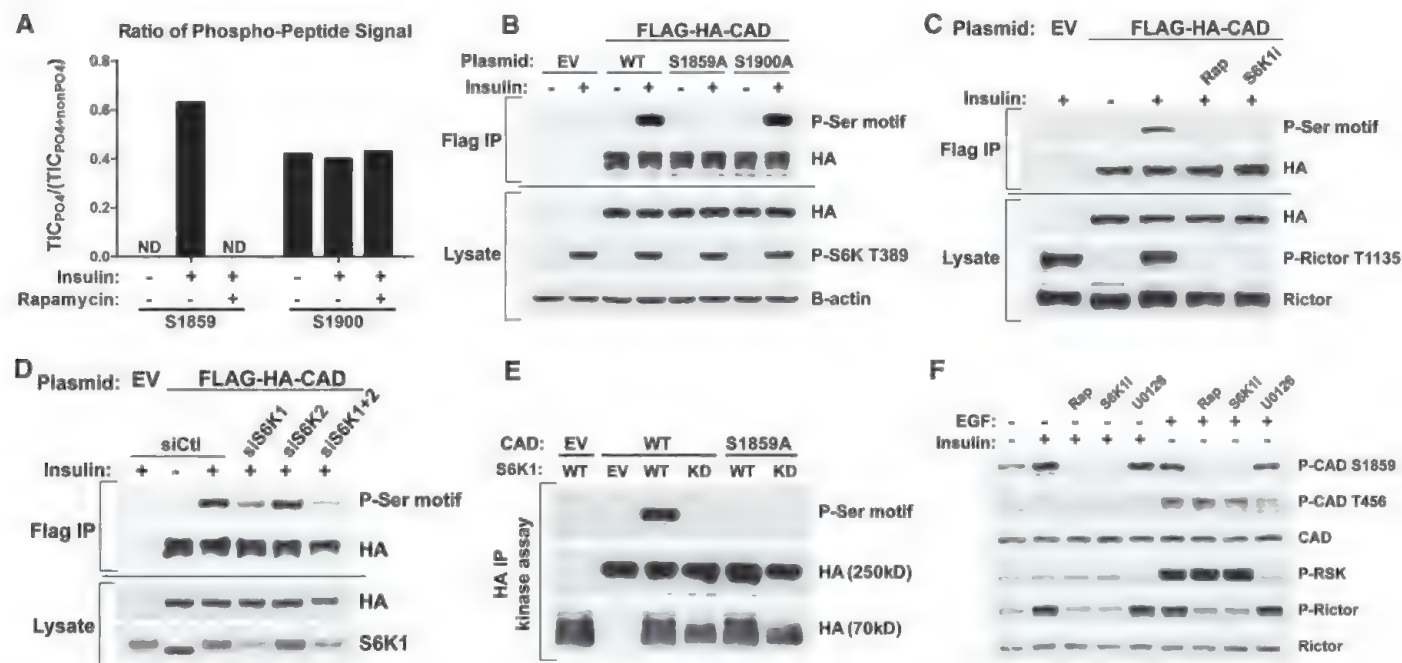 A
Ratio of Phospho-Peptide Signal
TIC_PO4/(TIC_PO4+nonPO4)
0.8
0.6
0.4
0.2
0.0
ND ND
Insulin: - + + - + +
Rapamycin: - - + - - +
S1859 S1900
B
FLAG-HA-CAD
Plasmid: EV WT S1859A S1900A
Insulin: - + - + - + - +
Flag IP
P-Ser motif
HA
Lysate
HA
P-S6K T389
B-actin
C
Plasmid: EV FLAG-HA-CAD
Rap S6K1i
Insulin: + - + + +
Flag IP
P-Ser motif
HA
Lysate
HA
P-Rictor T1135
Rictor
D
Plasmid: EV FLAG-HA-CAD
siCtl siS6K1 siS6K2 siS6K1+2
Insulin: + - + + + +
Flag IP
P-Ser motif
HA
Lysate
HA
S6K1
E
CAD: EV WT S1859A
S6K1: WT EV WT KD WT KD
HA IP
kinase assay
P-Ser motif
HA (250kD)
HA (70kD)
F
Rap S6K1i U0126 Rap S6K1i U0126
EGF: - - - - - + + + +
Insulin: - + + + + - - - -
P-CAD S1859
P-CAD T456
CAD
P-RSK
P-Rictor
Rictor